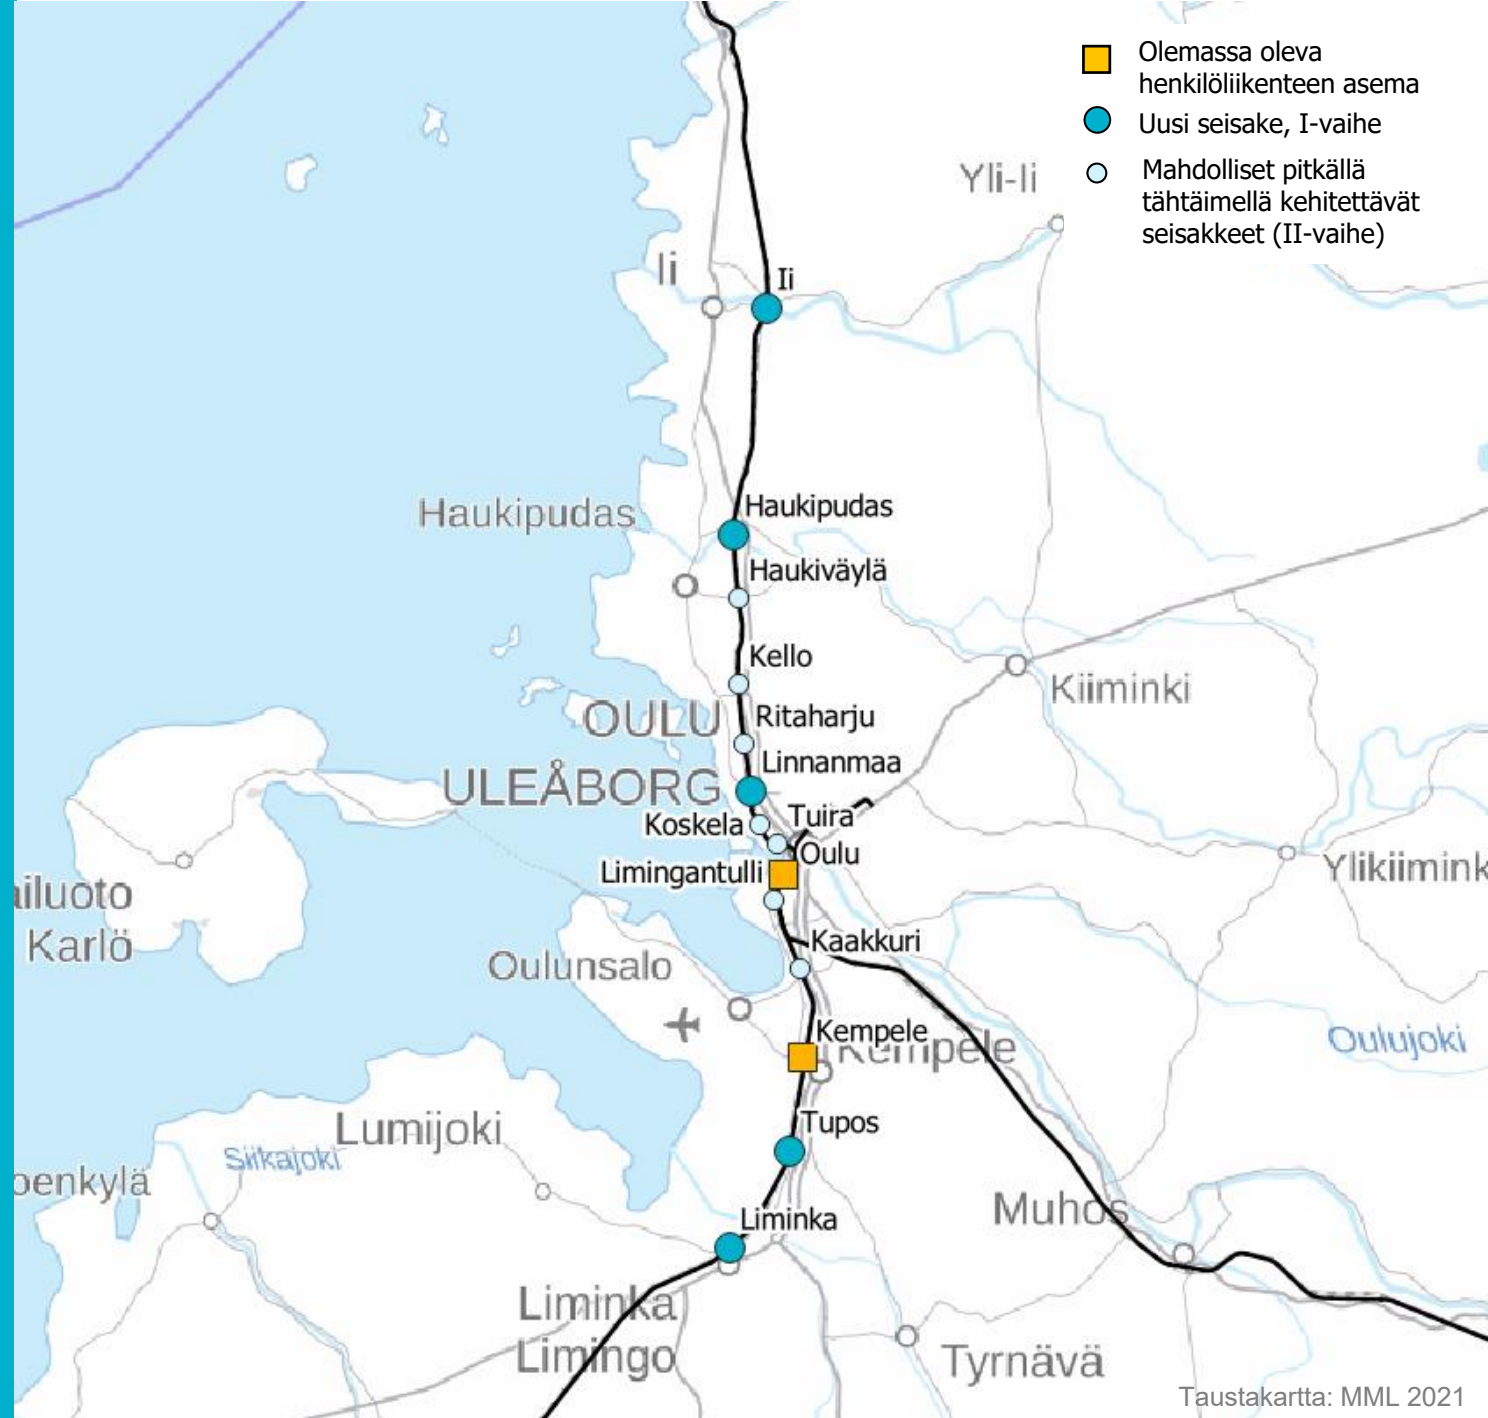 Olemassa oleva
henkilöliikenteen asema
Uusi seisake, I-vaihe
Mahdolliset pitkällä
tähtäimellä kehitettävät
seisakkeet (II-vaihe)
Yli-Ii
Ii
Ii
Haukipudas
Haukipudas
Haukiväylä
Kello
Kiiminki
OULU
Ritaharju
Linnanmaa
ULEÅBORG
Tuira
Koskela
Oulu
Limingantulli
Ylikiimink
ailuoto
Karlö
Kaakkuri
Oulunsalo
Kempele
Kempele
Oulujoki
Tupos
Lumijoki
Siikajoki
oenkylä
Muhos
Liminka
Liminka
Limingo
Tyrnävä
Taustakartta: MML 2021